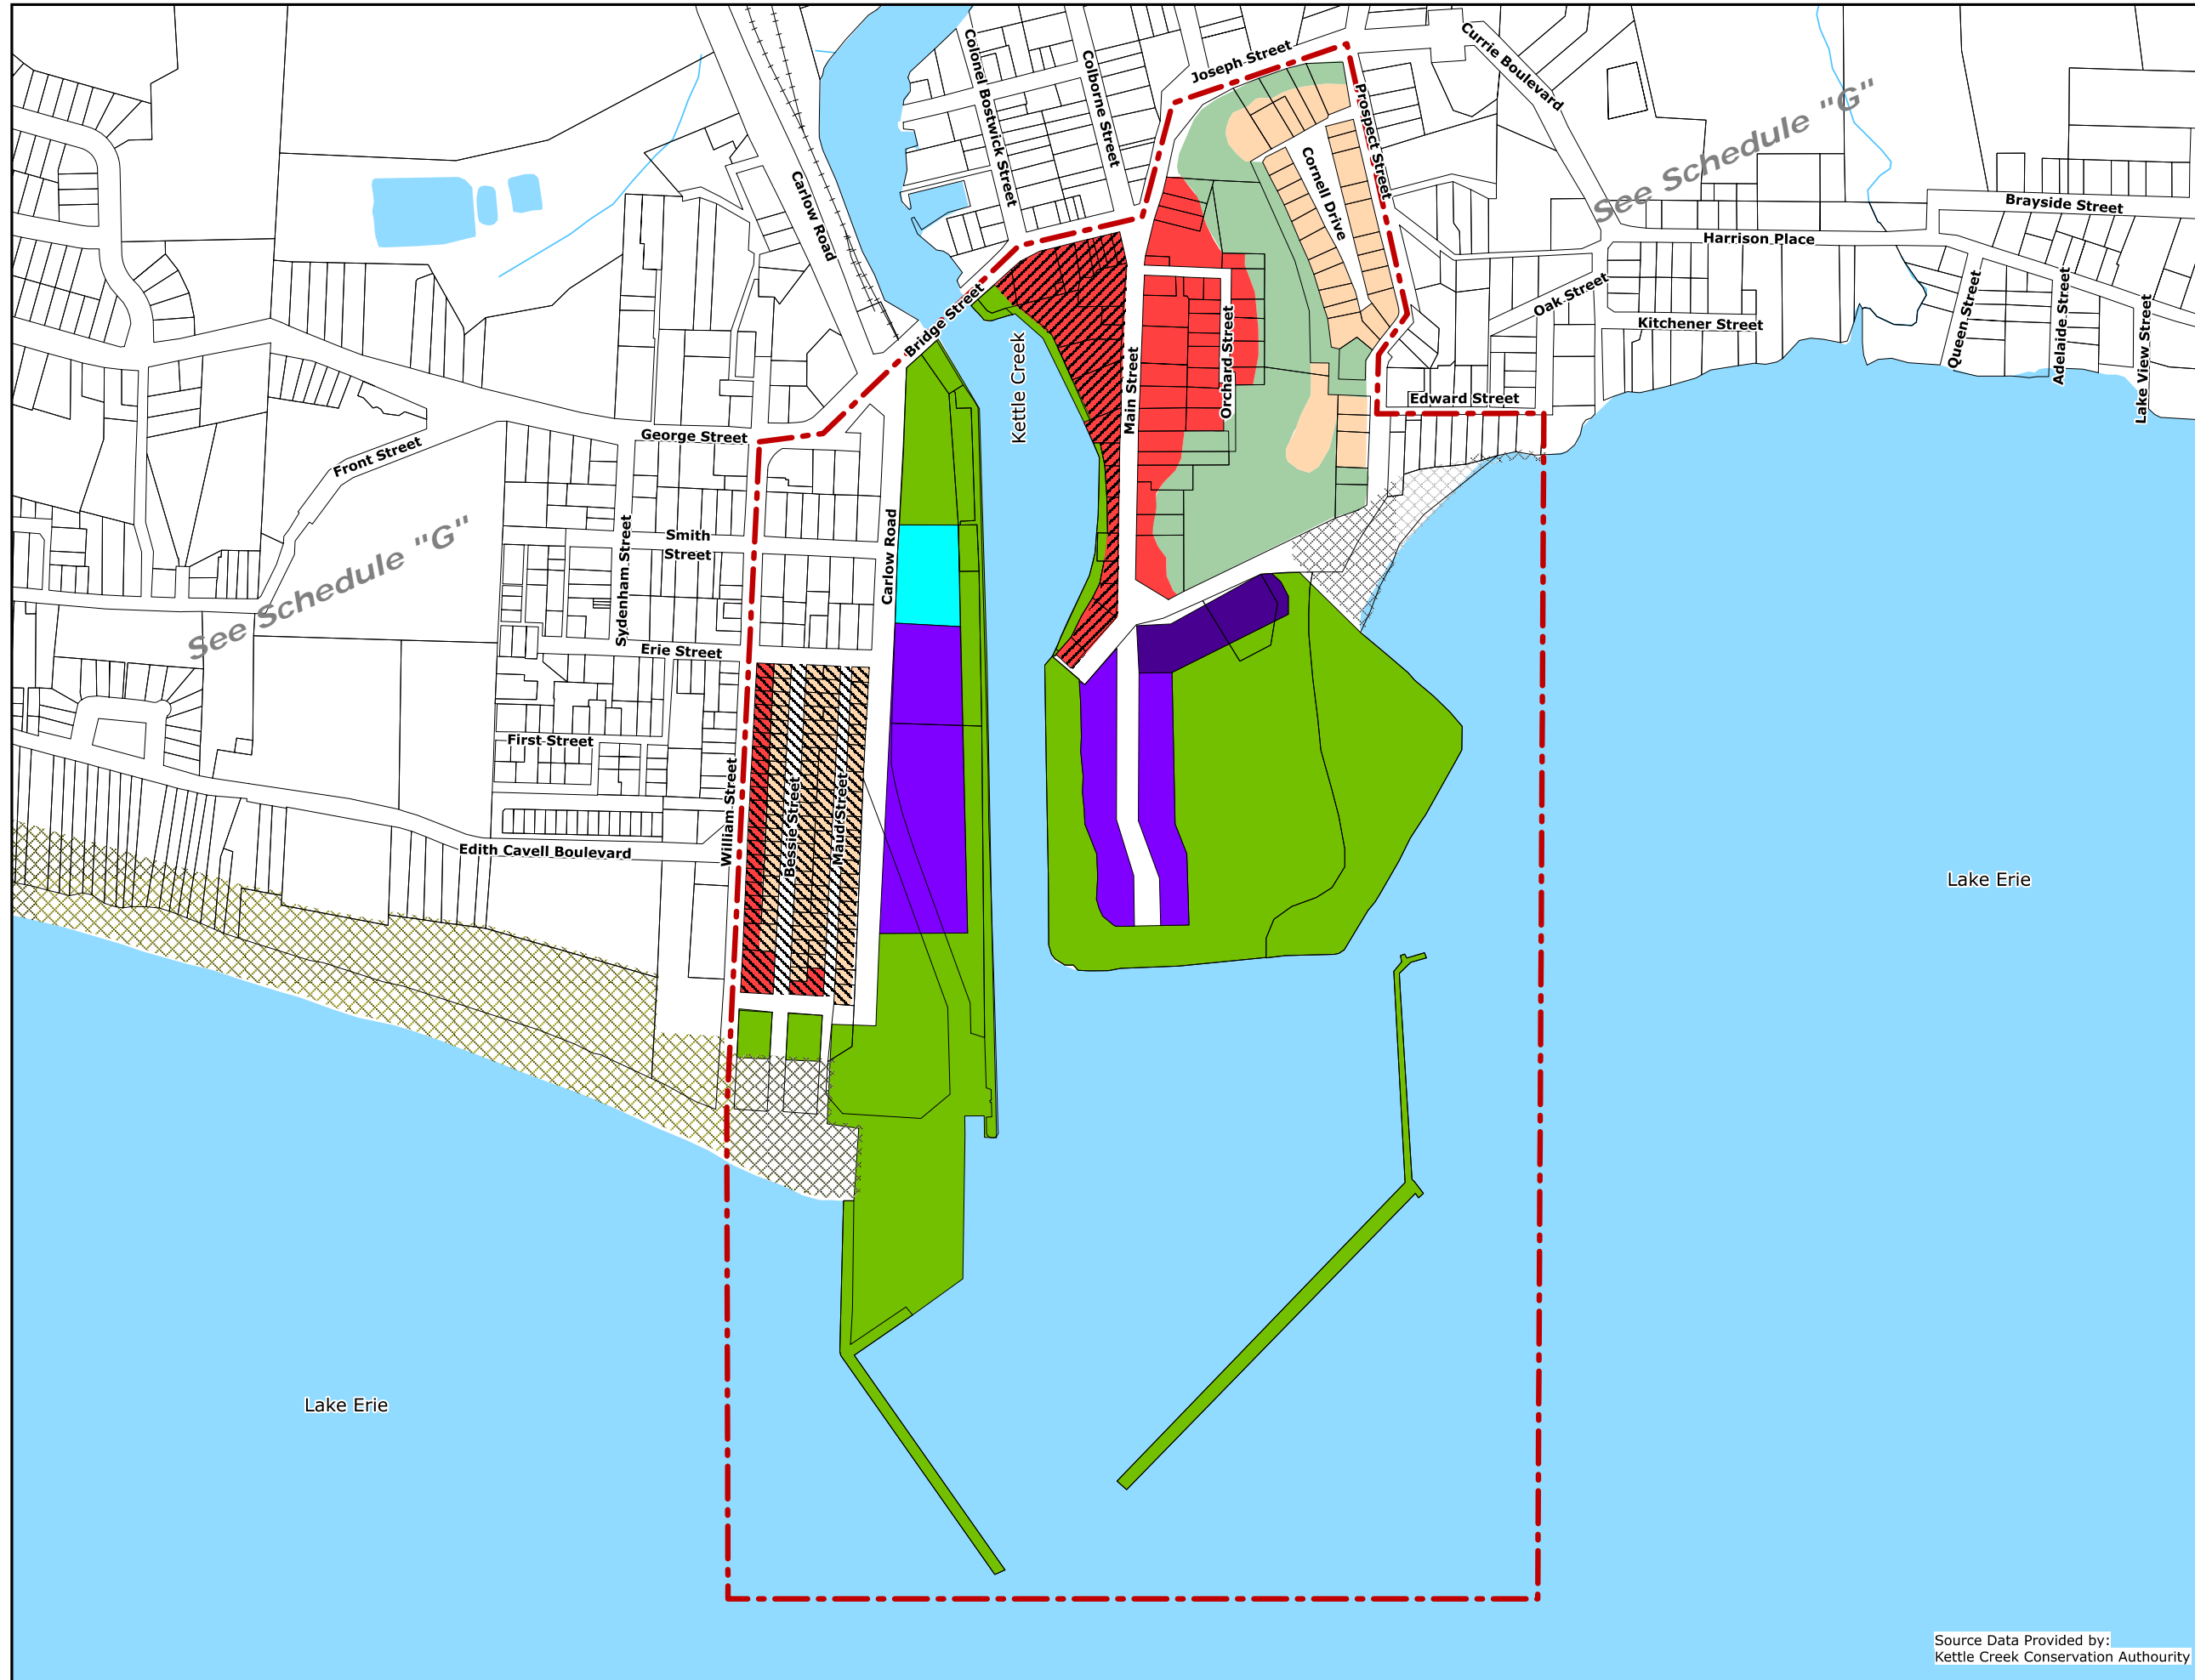 Colonel Bostwick Street
Colborne Street
Joseph Street
Currie Boulevard
Prospect Street
See Schedule "G"
Carlow Road
Cornell Drive
Brayside Street
Harrison Place
Oak Street
Kitchener Street
Queen Street
Adelaide Street
Lake View Street
Bridge Street
Kettle Creek
Main Street
Orchard Street
Edward Street
George Street
Front Street
See Schedule "G"
Smith
Street
Sydenham Street
Carlow Road
Erie Street
First Street
William Street
Bessie Street
Maud Street
Edith Cavell Boulevard
Lake Erie
Lake Erie
Source Data Provided by:
Kettle Creek Conservation Authourity